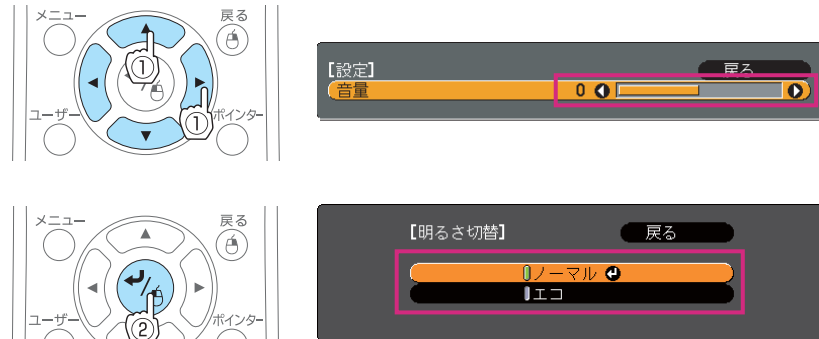 メニュー
戻る
①
ユーザー
①
ポインター
[設定]
戻る
音量
0
メニュー
戻る
②
ユーザー
ポインター
[明るさ切替]
戻る
ノーマル
エコ